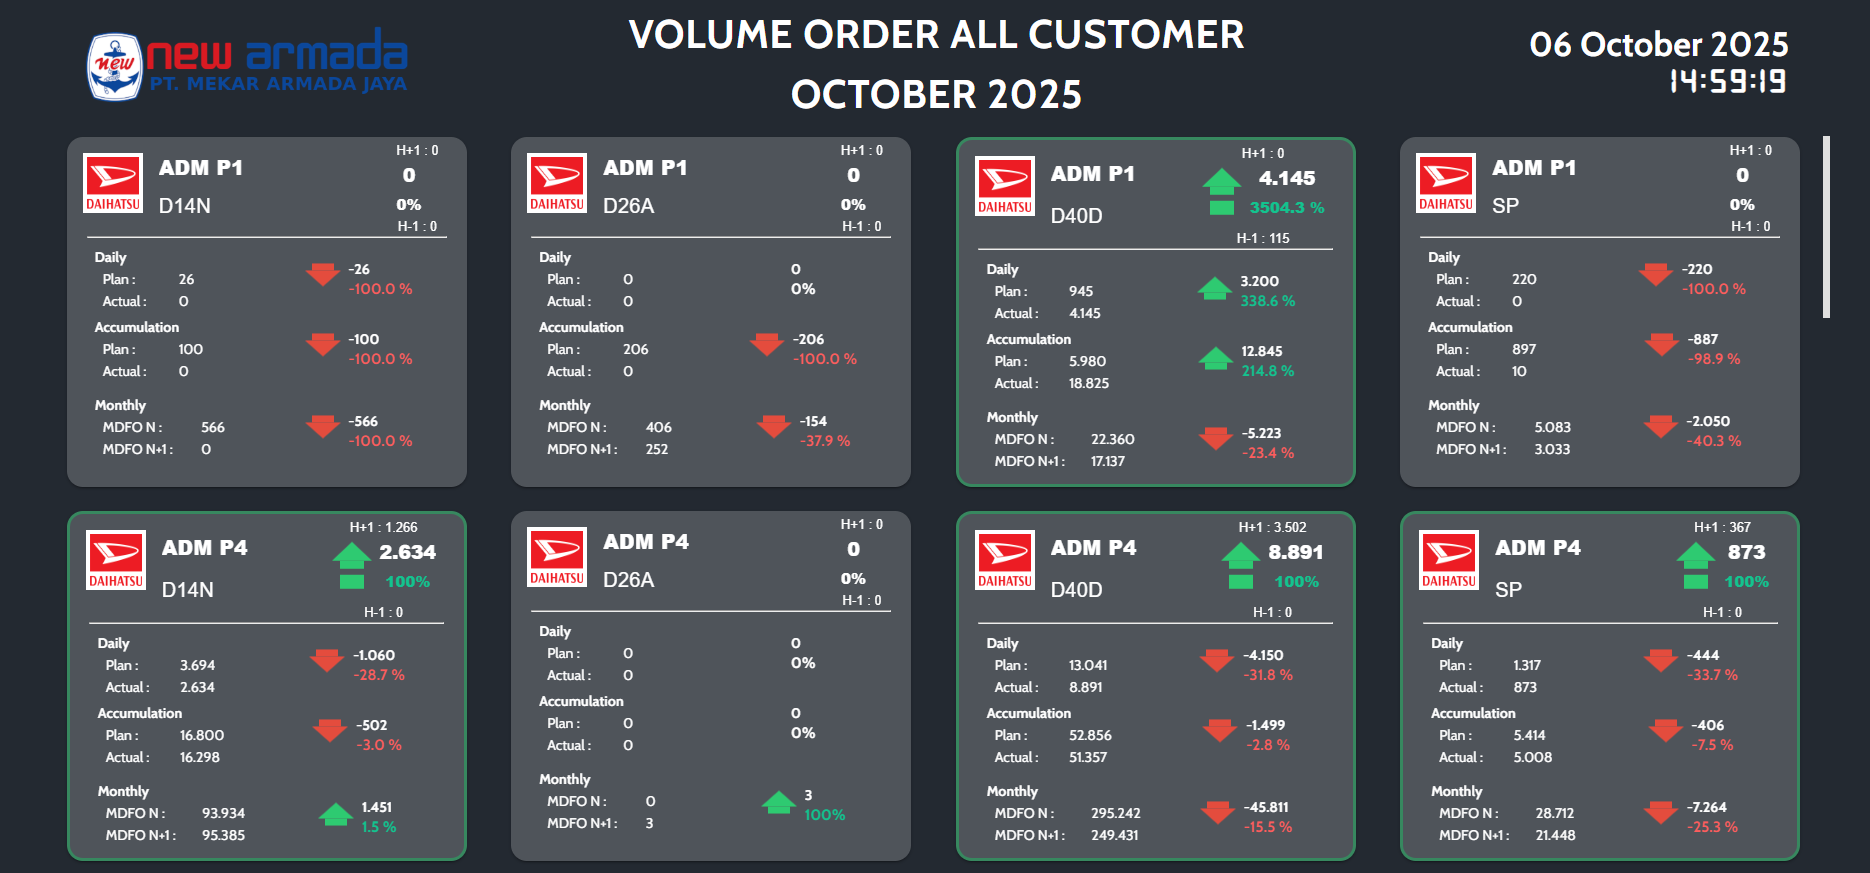 new armada
PT. MEKAR ARMADA JAYA
new
VOLUME ORDER ALL CUSTOMER
OCTOBER 2025
06 October 2025
14:59:19
DAIHATSU
ADM P1
D14N
H+1 : 0
0
0%
H-1 : 0
Daily
Plan : 26
Actual : 0
-26
-100.0 %
Accumulation
Plan : 100
Actual : 0
-100
-100.0 %
Monthly
MDFO N : 566
MDFO N+1 : 0
-566
-100.0 %
DAIHATSU
ADM P1
D26A
H+1 : 0
0
0%
H-1 : 0
Daily
Plan : 0
Actual : 0
0
0%
Accumulation
Plan : 206
Actual : 0
-206
-100.0 %
Monthly
MDFO N : 406
MDFO N+1 : 252
-154
-37.9 %
DAIHATSU
ADM P1
D40D
H+1 : 0
4.145
3504.3 %
H-1 : 115
Daily
Plan : 945
Actual : 4.145
3.200
338.6 %
Accumulation
Plan : 5.980
Actual : 18.825
12.845
214.8 %
Monthly
MDFO N : 22.360
MDFO N+1 : 17.137
-5.223
-23.4 %
DAIHATSU
ADM P1
SP
H+1 : 0
0
0%
H-1 : 0
Daily
Plan : 220
Actual : 0
-220
-100.0 %
Accumulation
Plan : 897
Actual : 10
-887
-98.9 %
Monthly
MDFO N : 5.083
MDFO N+1 : 3.033
-2.050
-40.3 %
DAIHATSU
ADM P4
D14N
H+1 : 1.266
2.634
100%
H-1 : 0
Daily
Plan : 3.694
Actual : 2.634
-1.060
-28.7 %
Accumulation
Plan : 16.800
Actual : 16.298
-502
-3.0 %
Monthly
MDFO N : 93.934
MDFO N+1 : 95.385
1.451
1.5 %
DAIHATSU
ADM P4
D26A
H+1 : 0
0
0%
H-1 : 0
Daily
Plan : 0
Actual : 0
0
0%
Accumulation
Plan : 0
Actual : 0
0
0%
Monthly
MDFO N : 0
MDFO N+1 : 3
3
100%
DAIHATSU
ADM P4
D40D
H+1 : 3.502
8.891
100%
H-1 : 0
Daily
Plan : 13.041
Actual : 8.891
-4.150
-31.8 %
Accumulation
Plan : 52.856
Actual : 51.357
-1.499
-2.8 %
Monthly
MDFO N : 295.242
MDFO N+1 : 249.431
-45.811
-15.5 %
DAIHATSU
ADM P4
SP
H+1 : 367
873
100%
H-1 : 0
Daily
Plan : 1.317
Actual : 873
-444
-33.7 %
Accumulation
Plan : 5.414
Actual : 5.008
-406
-7.5 %
Monthly
MDFO N : 28.712
MDFO N+1 : 21.448
-7.264
-25.3 %